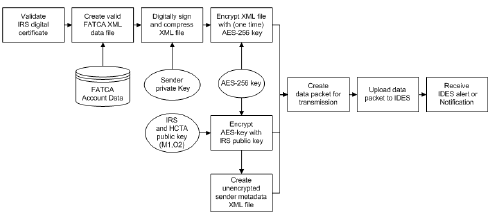 Validate
IRS digital
certificate
Create valid
FATCA XML
data file
Digitally sign
and compress
XML file
Encrypt XML file
with (one time)
AES-256 key
FATCA
Account Data
Sender
private Key
AES-256 key
IRS
and HCTA
public key
(M1,O2)
Encrypt
AES-key with
IRS public key
Create
unencrypted
sender metadata
XML file
Create
data packet for
transmission
Upload data
packet to IDES
Receive
IDES alert or
Notification